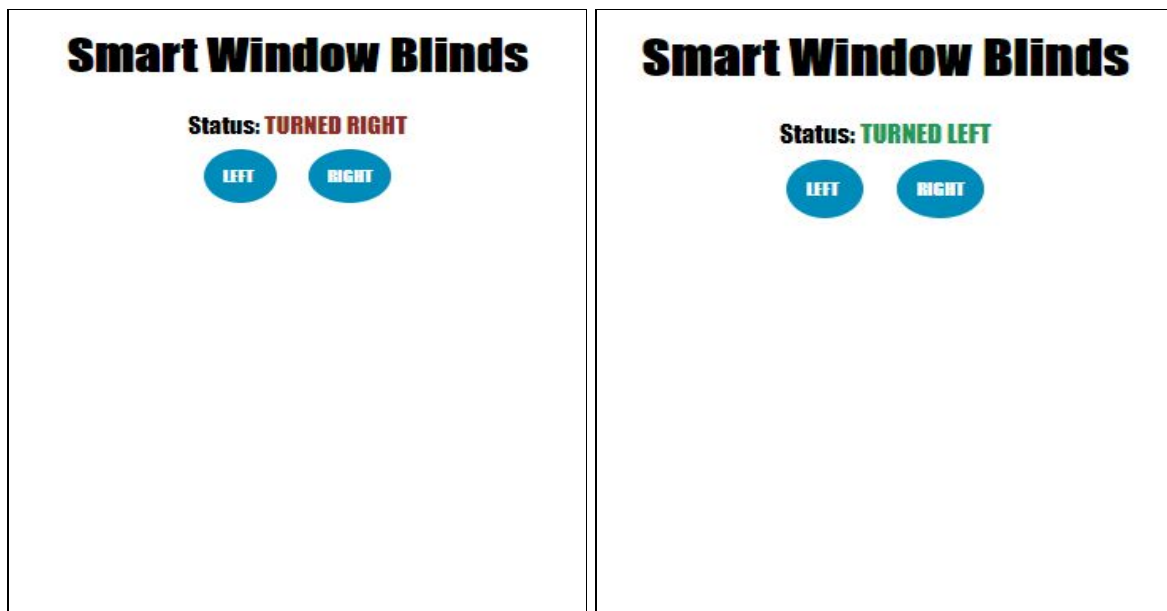 Smart Window Blinds
Status: TURNED RIGHT
LEFT
RIGHT
Smart Window Blinds
Status: TURNED LEFT
LEFT
RIGHT